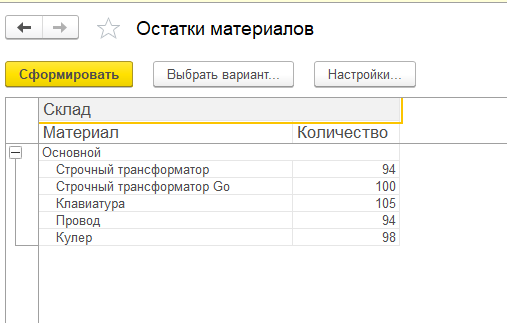 Остатки материалов
Сформировать Выбрать вариант... Настройки...
Склад
Материал Количество
Основной
Строчный трансформатор 94
Строчный трансформатор Go 100
Клавиатура 105
Провод 94
Кулер 98